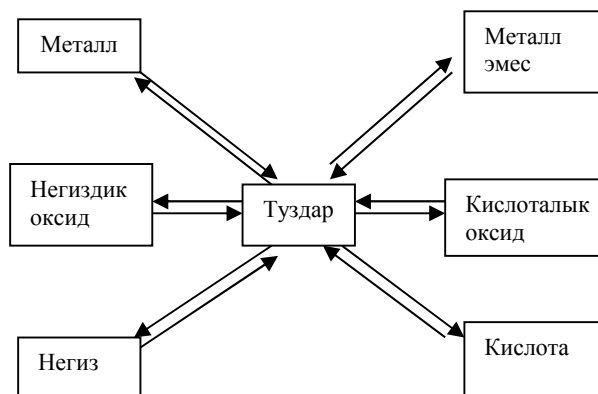 Металл
Металл
эмес
Негиздик
оксид
Туздар
Кислоталык
оксид
Негиз
Кислота